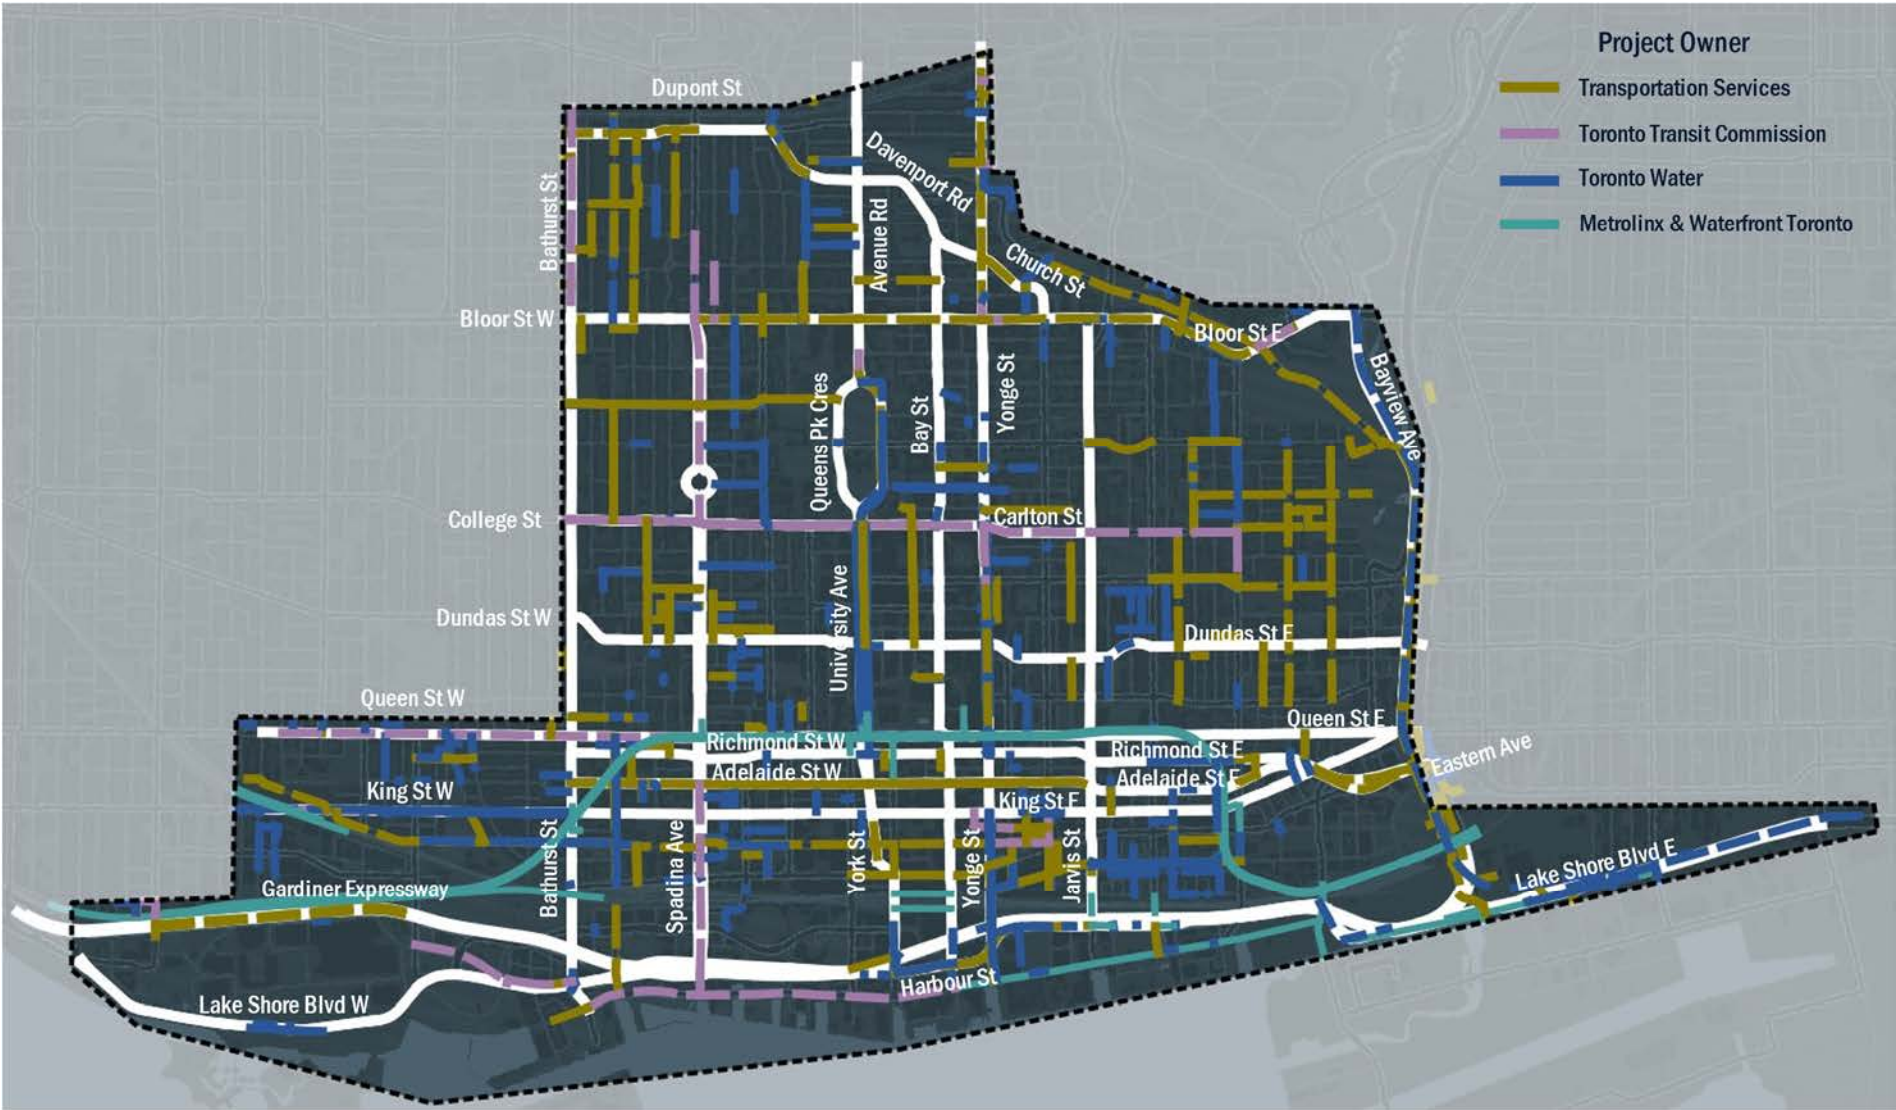 Project Owner
Transportation Services
Toronto Transit Commission
Toronto Water
Metrolinx & Waterfront Toronto
Dupont St
Davenport Rd
Bathurst St
Avenue Rd
Church St
Bloor St W
Bloor St E
Bayview Ave
Queens Pk Cres
Bay St
Yonge St
College St
Carlton St
University Ave
Dundas St W
Dundas St E
Queen St W
Queen St E
Richmond St W
Richmond St E
Eastern Ave
Adelaide St W
Adelaide St E
King St W
King St E
Bathurst St
Spadina Ave
York St
Yonge St
Jarvis St
Gardiner Expressway
Lake Shore Blvd E
Harbour St
Lake Shore Blvd W